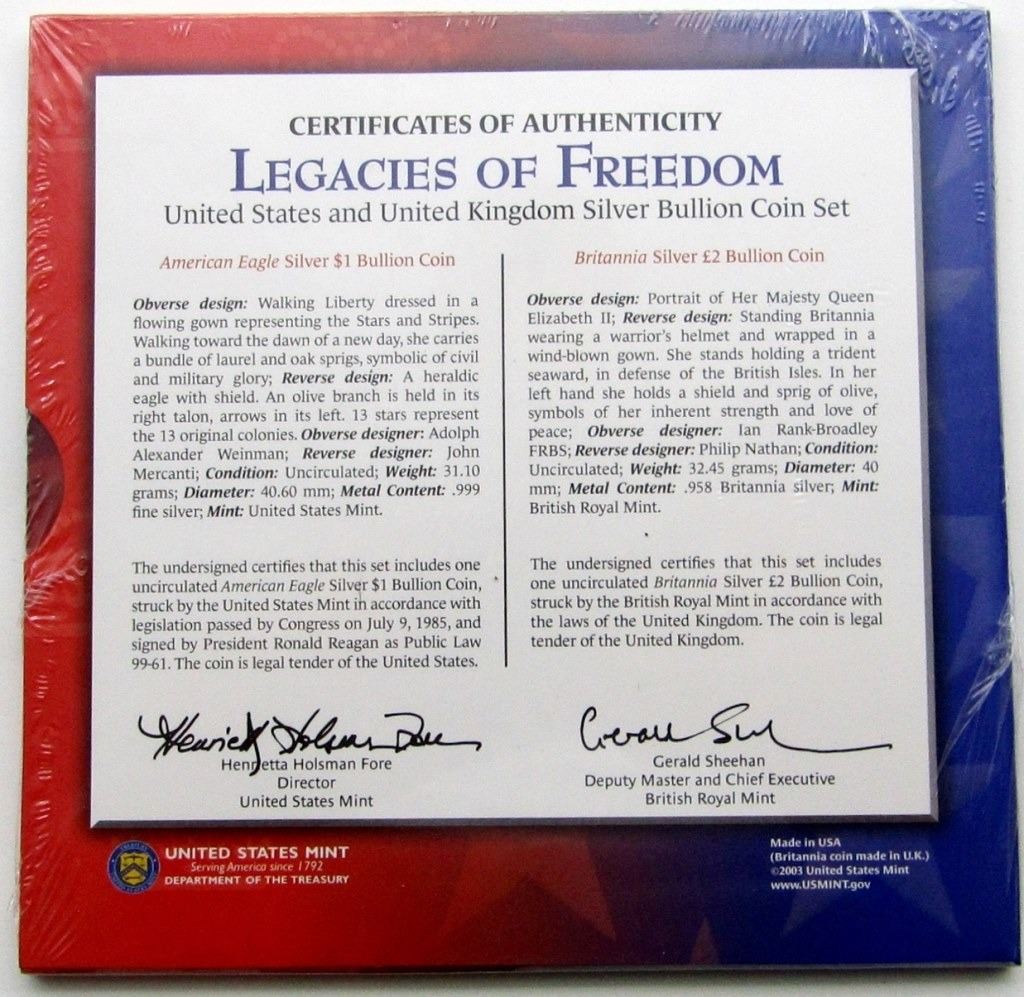 CERTIFICATES OF AUTHENTICITY
LEGACIES OF FREEDOM
United States and United Kingdom Silver Bullion Coin Set
American Eagle Silver $1 Bullion Coin
Obverse design: Walking Liberty dressed in a
flowing gown representing the Stars and Stripes.
Walking toward the dawn of a new day, she carries
a bundle of laurel and oak sprigs, symbolic of civil
and military glory; Reverse design: A heraldic
eagle with shield. An olive branch is held in its
right talon, arrows in its left. 13 stars represent
the 13 original colonies. Obverse designer: Adolph
Alexander Weinman; Reverse designer: John
Mercanti; Condition: Uncirculated; Weight: 31.10
grams; Diameter: 40.60 mm; Metal Content: .999
fine silver; Mint: United States Mint.
The undersigned certifies that this set includes
one uncirculated American Eagle Silver $1 Bullion Coin,
struck by the United States Mint in accordance with
legislation passed by Congress on July 9, 1985, and
signed by President Ronald Reagan as Public Law
99-61. The coin is legal tender of the United States.
Henrietta Holsman Fore
Henrietta Holsman Fore
Director
United States Mint
Britannia Silver £2 Bullion Coin
Obverse design: Portrait of Her Majesty Queen
Elizabeth II; Reverse design: Standing Britannia
wearing a warrior's helmet and wrapped in a
wind-blown gown. She stands holding a trident
seaward, in defense of the British Isles. In her
left hand she holds a shield and sprig of olive,
symbols of her inherent strength and love of
peace; Obverse designer: Ian Rank-Broadley
FRBS; Reverse designer: Philip Nathan; Condition:
Uncirculated; Weight: 32.45 grams; Diameter: 40
mm; Metal Content: .958 Britannia silver; Mint:
British Royal Mint.
The undersigned certifies that this set includes
one uncirculated Britannia Silver £2 Bullion Coin,
struck by the British Royal Mint in accordance with
the laws of the United Kingdom. The coin is legal
tender of the United Kingdom.
Gerald Sheehan
Deputy Master and Chief Executive
British Royal Mint
UNITED STATES MINT
Serving America since 1792
DEPARTMENT OF THE TREASURY
Made in USA
(Britannia coin made in U.K.)
©2003 United States Mint
www.USMINT.gov